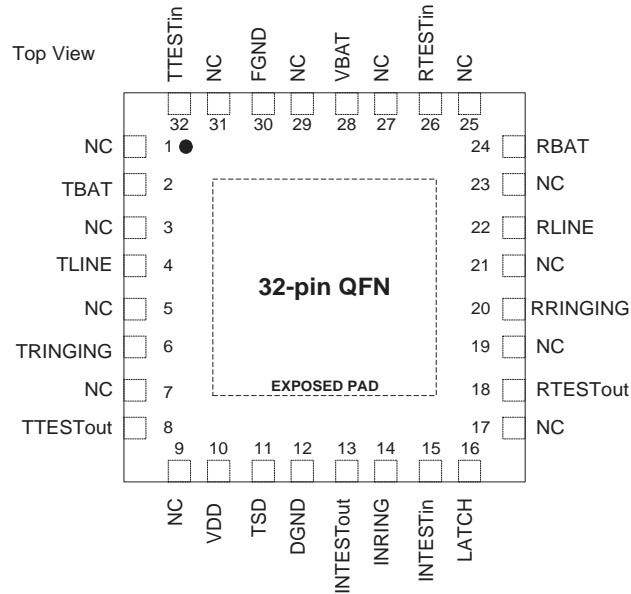 Top View
TTESTin
NC
FGND
NC
VBAT
NC
RTESTin
NC
32 31 30 29 28 27 26 25
NC 1 24 RBAT
TBAT 2 23 NC
NC 3 22 RLINE
TLINE 4 21 NC
32-pin QFN
NC 5 20 RRINGING
TRINGING 6 19 NC
NC 7 18 RTESTout
EXPOSED PAD
TTESTout 8 17 NC
9 10 11 12 13 14 15 16
NC
VDD
TSD
DGND
INTESTout
INRING
INTESTin
LATCH